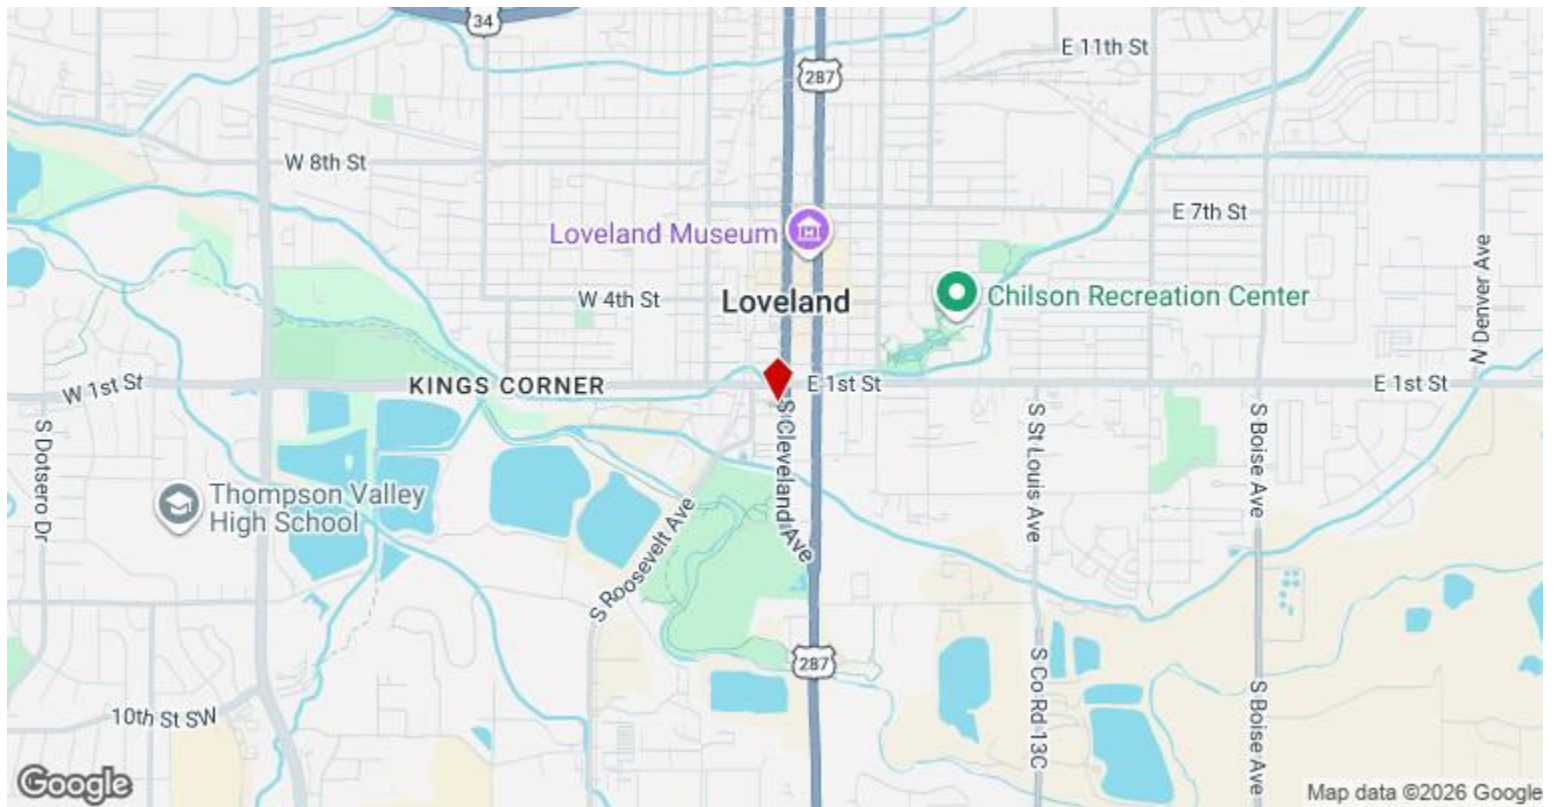 34
E 11th St
287
W 8th St
E 7th St
Loveland Museum
N Denver Ave
W 4th St
Loveland
Chilson Recreation Center
W 1st St
KINGS CORNER
E 1st St
E 1st St
S Dotsero Dr
S Cleveland Ave
S St Louis Ave
S Boise Ave
Thompson Valley
High School
S Roosevelt Ave
287
S Co Rd 13C
S Boise Ave
10th St SW
Google
Map data ©2026 Google